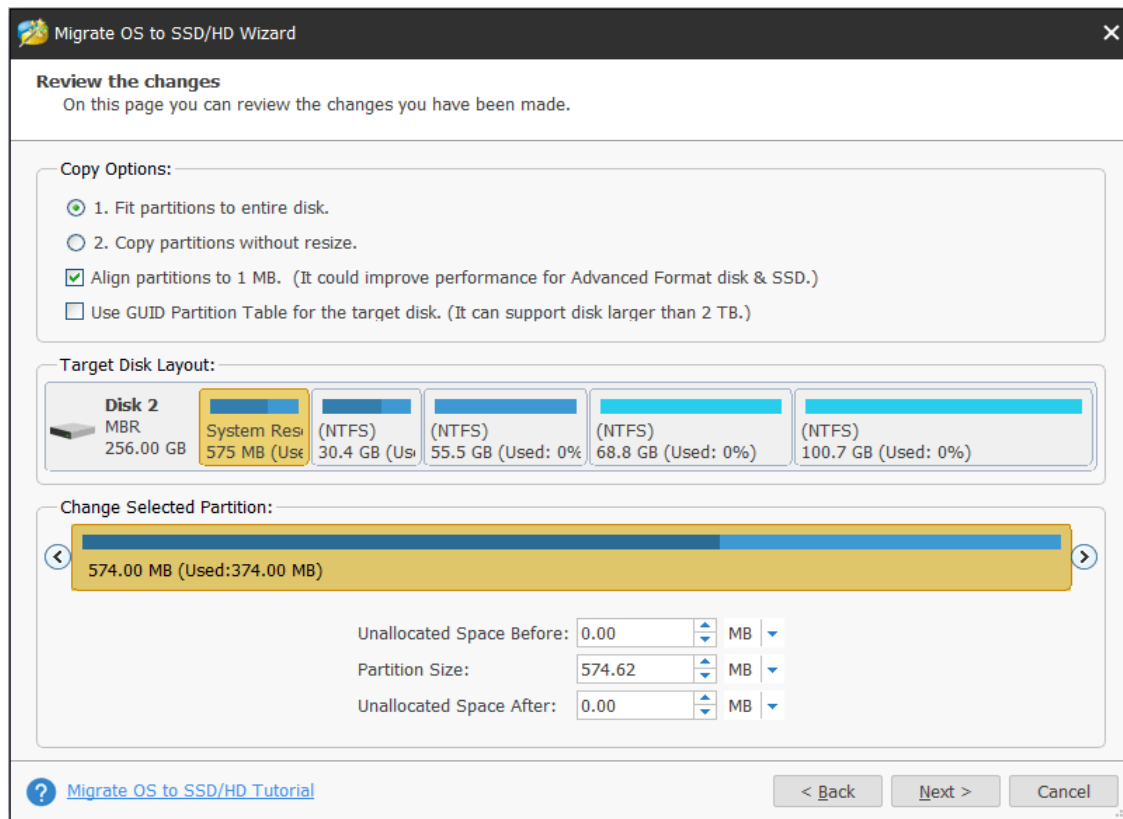 Migrate OS to SSD/HD Wizard
Review the changes
On this page you can review the changes you have been made.
Copy Options:
1. Fit partitions to entire disk.
2. Copy partitions without resize.
Align partitions to 1 MB. (It could improve performance for Advanced Format disk & SSD.)
Use GUID Partition Table for the target disk. (It can support disk larger than 2 TB.)
Target Disk Layout:
Disk 2
MBR
256.00 GB
System Res
575 MB (Use
(NTFS)
30.4 GB (Us
(NTFS)
55.5 GB (Used: 0%
(NTFS)
68.8 GB (Used: 0%)
(NTFS)
100.7 GB (Used: 0%)
Change Selected Partition:
574.00 MB (Used:374.00 MB)
Unallocated Space Before: 0.00 MB
Partition Size: 574.62 MB
Unallocated Space After: 0.00 MB
? Migrate OS to SSD/HD Tutorial
< Back Next > Cancel